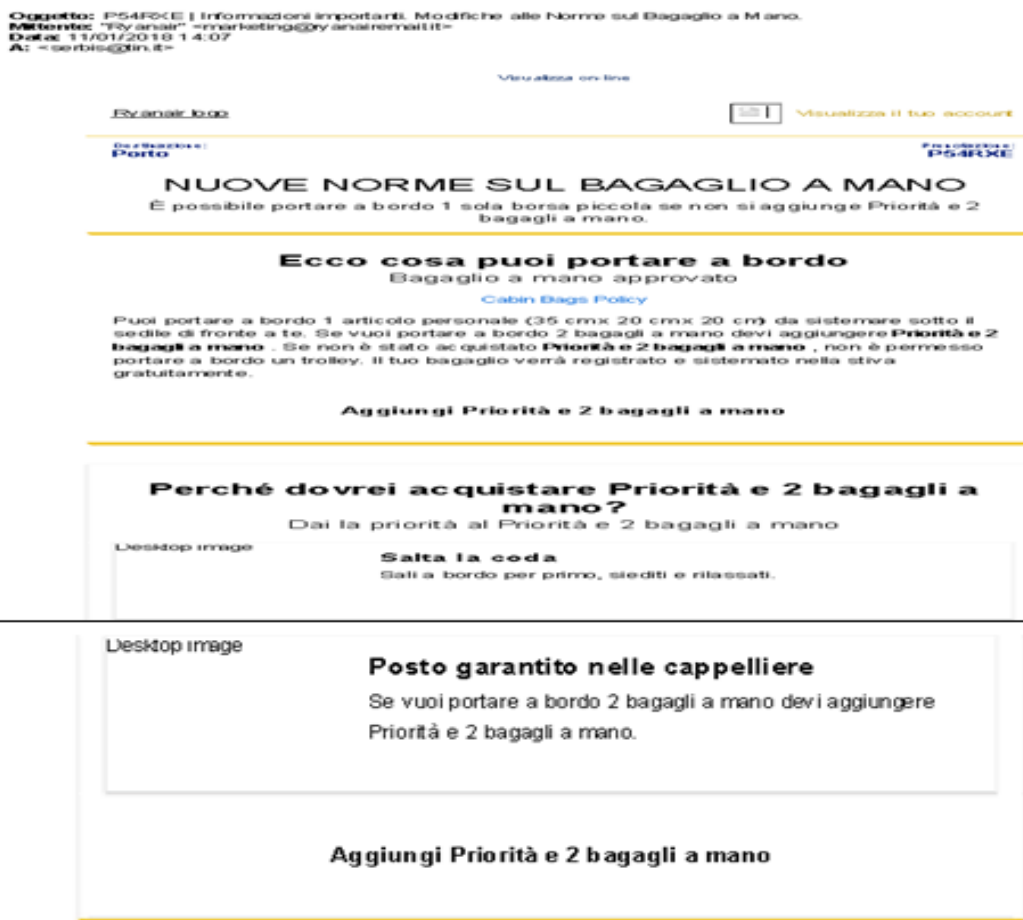 Oggetto: P54RXE | Informazioni importanti. Modifiche alle Norme sul Bagaglio a Mano.
Mittente: "Ryanair" <marketing@ryanairemail.it>
Data: 11/01/2018 14:07
A: <serbis@tin.it>
Visualizza on-line
Ryanair logo
Visualizza il tuo account
Destinazione:
Porto
Prenotazione:
P54RXE
NUOVE NORME SUL BAGAGLIO A MANO
È possibile portare a bordo 1 sola borsa piccola se non si aggiunge Priorità e 2
bagagli a mano.
Ecco cosa puoi portare a bordo
Bagaglio a mano approvato
Cabin Bags Policy
Puoi portare a bordo 1 articolo personale (35 cm x 20 cm x 20 cm) da sistemare sotto il
sedile di fronte a te. Se vuoi portare a bordo 2 bagagli a mano devi aggiungere Priorità e 2
bagagli a mano . Se non è stato acquistato Priorità e 2 bagagli a mano , non è permesso
portare a bordo un trolley. Il tuo bagaglio verrà registrato e sistemato nella stiva
gratuitamente.
Aggiungi Priorità e 2 bagagli a mano
Perché dovrei acquistare Priorità e 2 bagagli a
mano?
Dai la priorità al Priorità e 2 bagagli a mano
Desktop image
Salta la coda
Sali a bordo per primo, siediti e rilassati.
Desktop image
Posto garantito nelle cappelliere
Se vuoi portare a bordo 2 bagagli a mano devi aggiungere
Priorità e 2 bagagli a mano.
Aggiungi Priorità e 2 bagagli a mano